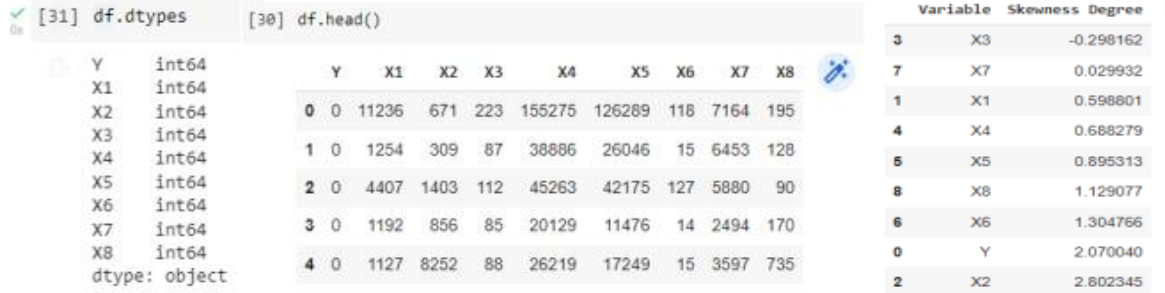 [31] df.dtypes
0s
Y int64
X1 int64
X2 int64
X3 int64
X4 int64
X5 int64
X6 int64
X7 int64
X8 int64
dtype: object
[30] df.head()
Y X1 X2 X3 X4 X5 X6 X7 X8
0 0 11236 671 223 155275 126289 118 7164 195
1 0 1254 309 87 38886 26046 15 6453 128
2 0 4407 1403 112 45263 42175 127 5880 90
3 0 1192 856 85 20129 11476 14 2494 170
4 0 1127 8252 88 26219 17249 15 3597 735
Variable Skewness Degree
3 X3 -0.298162
7 X7 0.029932
1 X1 0.598801
4 X4 0.688279
5 X5 0.895313
8 X8 1.129077
6 X6 1.304766
0 Y 2.070040
2 X2 2.802345